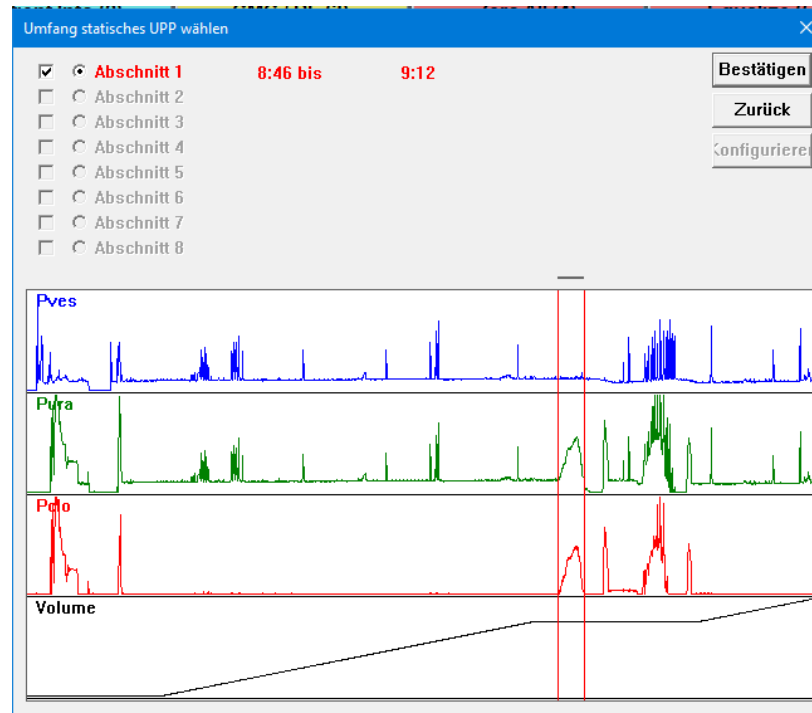 Umfang statisches UPP wählen
Abschnitt 1 8:46 bis 9:12
Abschnitt 2
Abschnitt 3
Abschnitt 4
Abschnitt 5
Abschnitt 6
Abschnitt 7
Abschnitt 8
Bestätigen
Zurück
Konfigurieren
Pves
Pura
Pclo
Volume